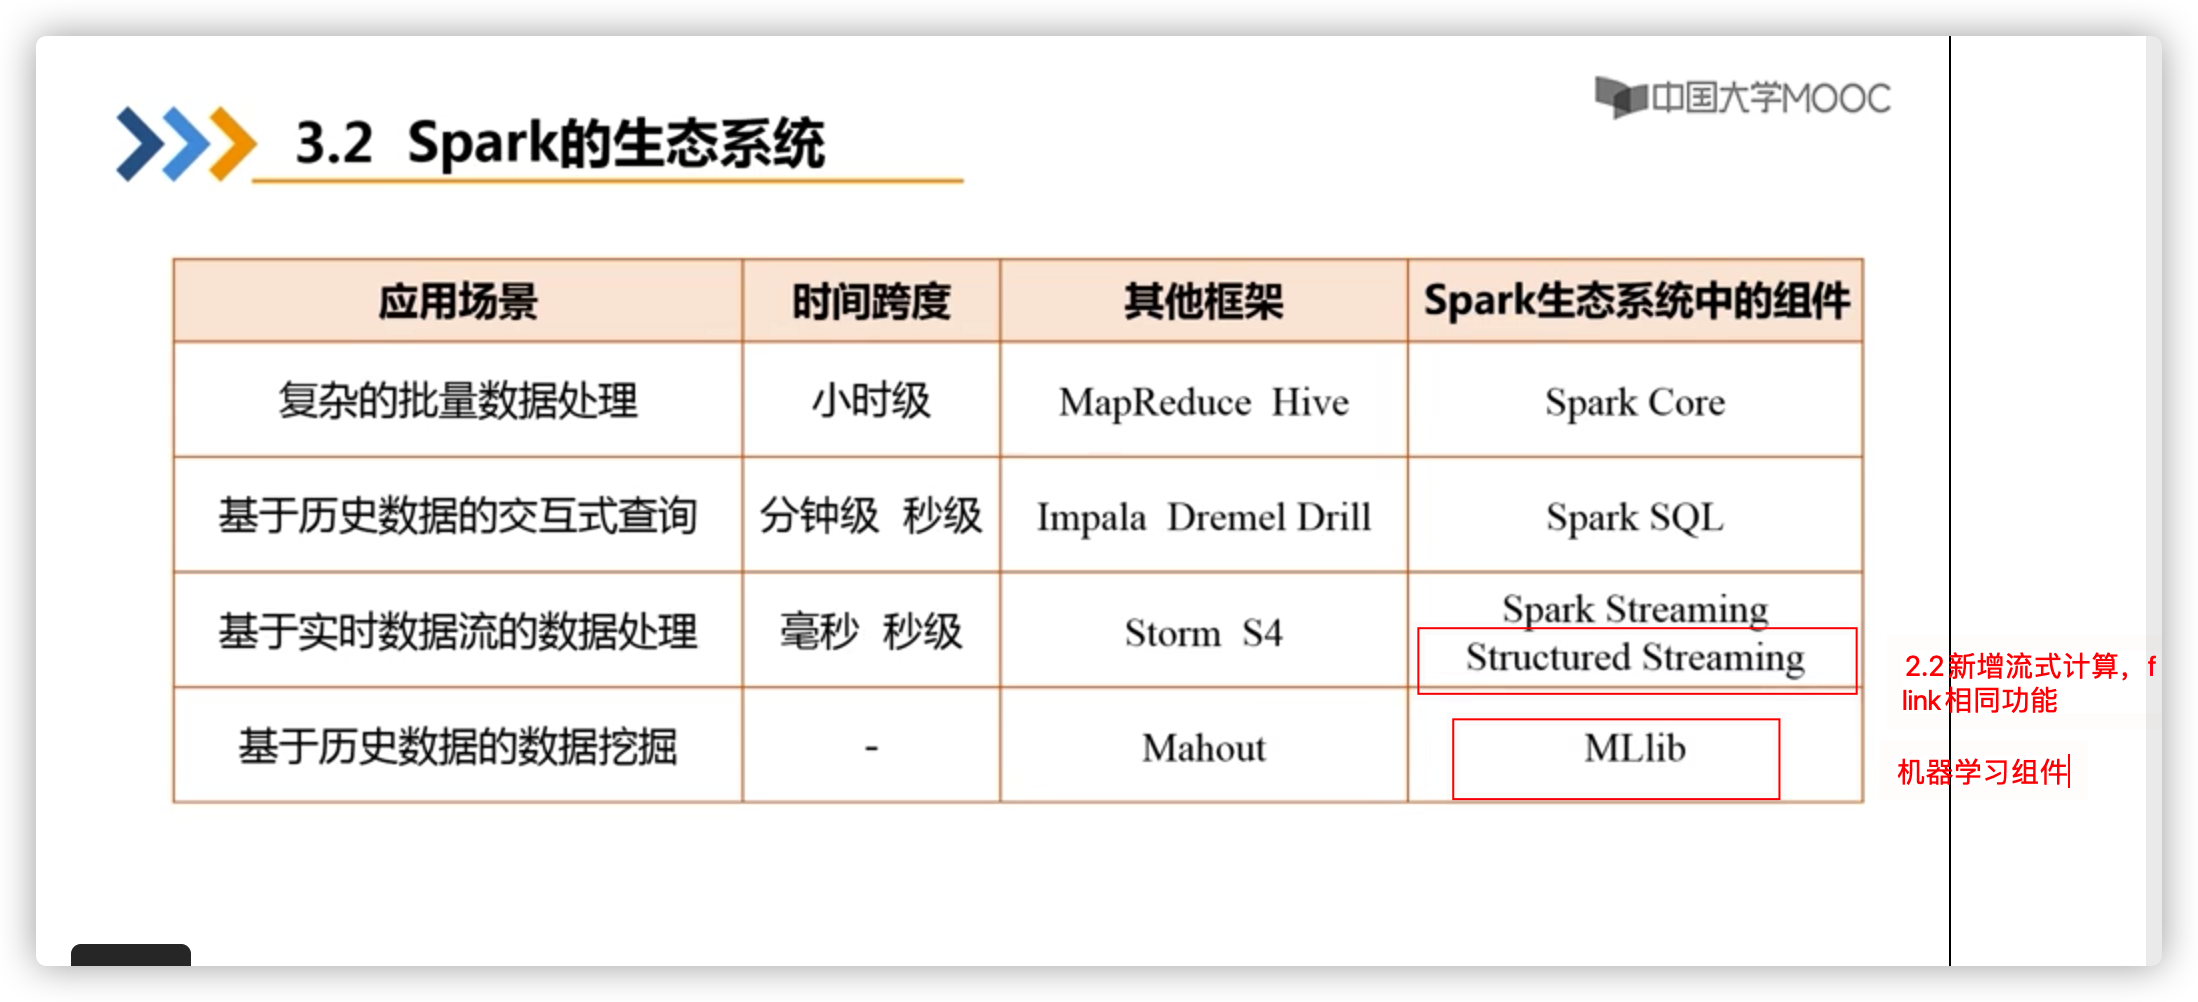 中国大学MOOC
3.2 Spark的生态系统
应用场景 时间跨度 其他框架 Spark生态系统中的组件
复杂的批量数据处理 小时级 MapReduce Hive Spark Core
基于历史数据的交互式查询 分钟级 秒级 Impala Dremel Drill Spark SQL
基于实时数据流的数据处理 毫秒 秒级 Storm S4 Spark Streaming
Structured Streaming
2.2新增流式计算，f
link相同功能
基于历史数据的数据挖掘 - Mahout MLlib
机器学习组件